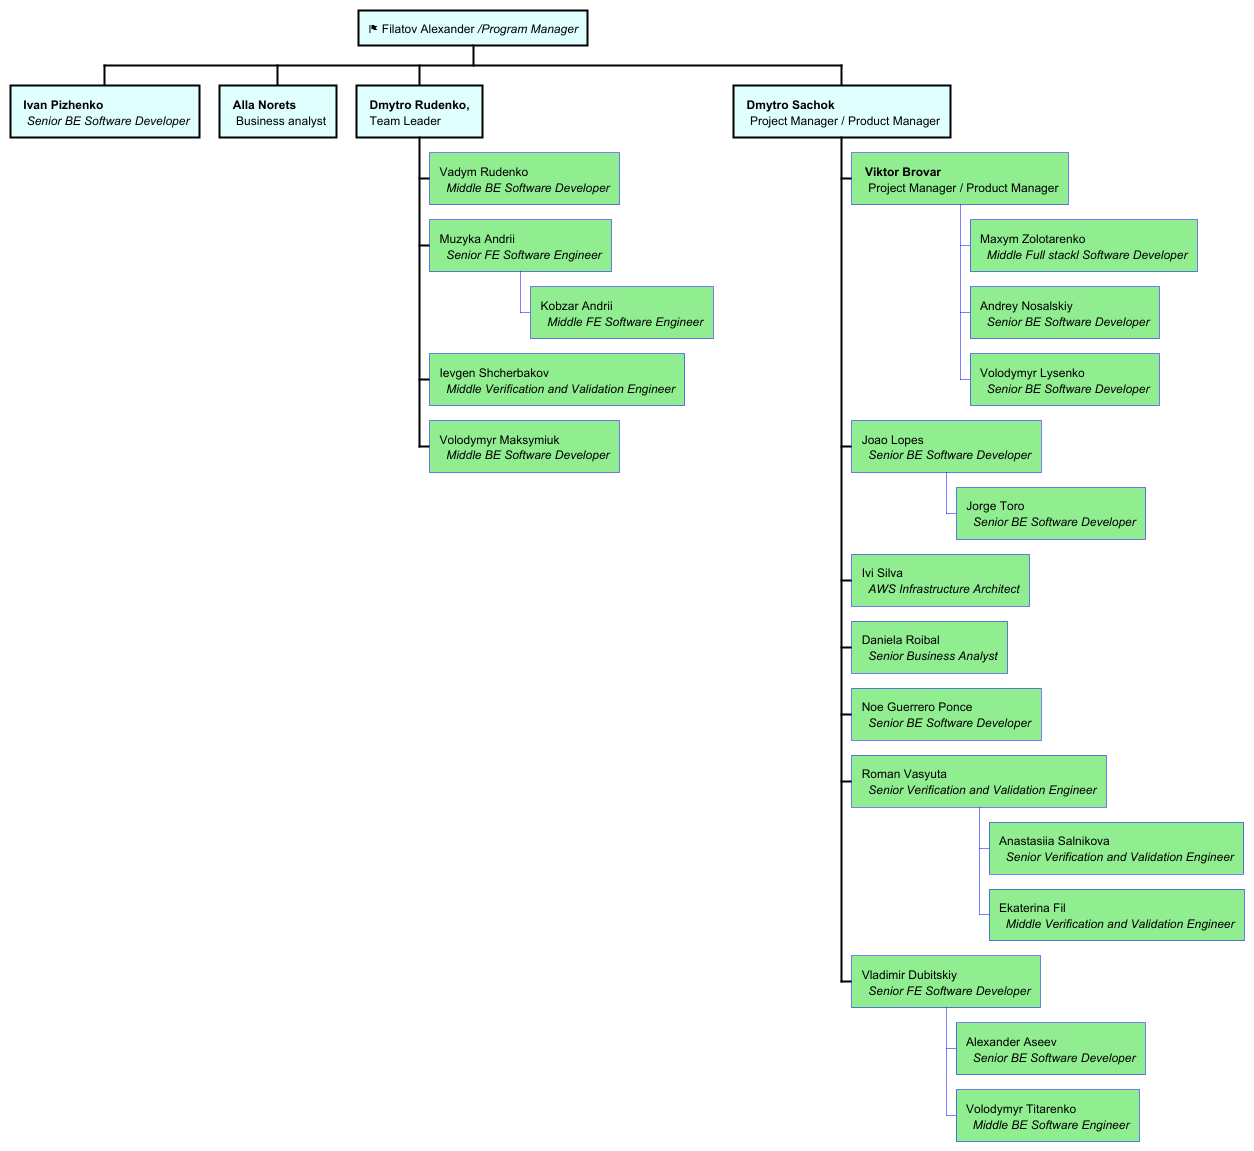 Filatov Alexander /Program Manager
Ivan Pizhenko
Senior BE Software Developer
Alla Norets
Business analyst
Dmytro Rudenko,
Team Leader
Vadym Rudenko
Middle BE Software Developer
Muzyka Andrii
Senior FE Software Engineer
Kobzar Andrii
Middle FE Software Engineer
Ievgen Shcherbakov
Middle Verification and Validation Engineer
Volodymyr Maksymiuk
Middle BE Software Developer
Dmytro Sachok
Project Manager / Product Manager
Viktor Brovar
Project Manager / Product Manager
Maxym Zolotarenko
Middle Full stackl Software Developer
Andrey Nosalskiy
Senior BE Software Developer
Volodymyr Lysenko
Senior BE Software Developer
Joao Lopes
Senior BE Software Developer
Jorge Toro
Senior BE Software Developer
Ivi Silva
AWS Infrastructure Architect
Daniela Roibal
Senior Business Analyst
Noe Guerrero Ponce
Senior BE Software Developer
Roman Vasyuta
Senior Verification and Validation Engineer
Anastasiia Salnikova
Senior Verification and Validation Engineer
Ekaterina Fil
Middle Verification and Validation Engineer
Vladimir Dubitskiy
Senior FE Software Developer
Alexander Aseev
Senior BE Software Developer
Volodymyr Titarenko
Middle BE Software Engineer